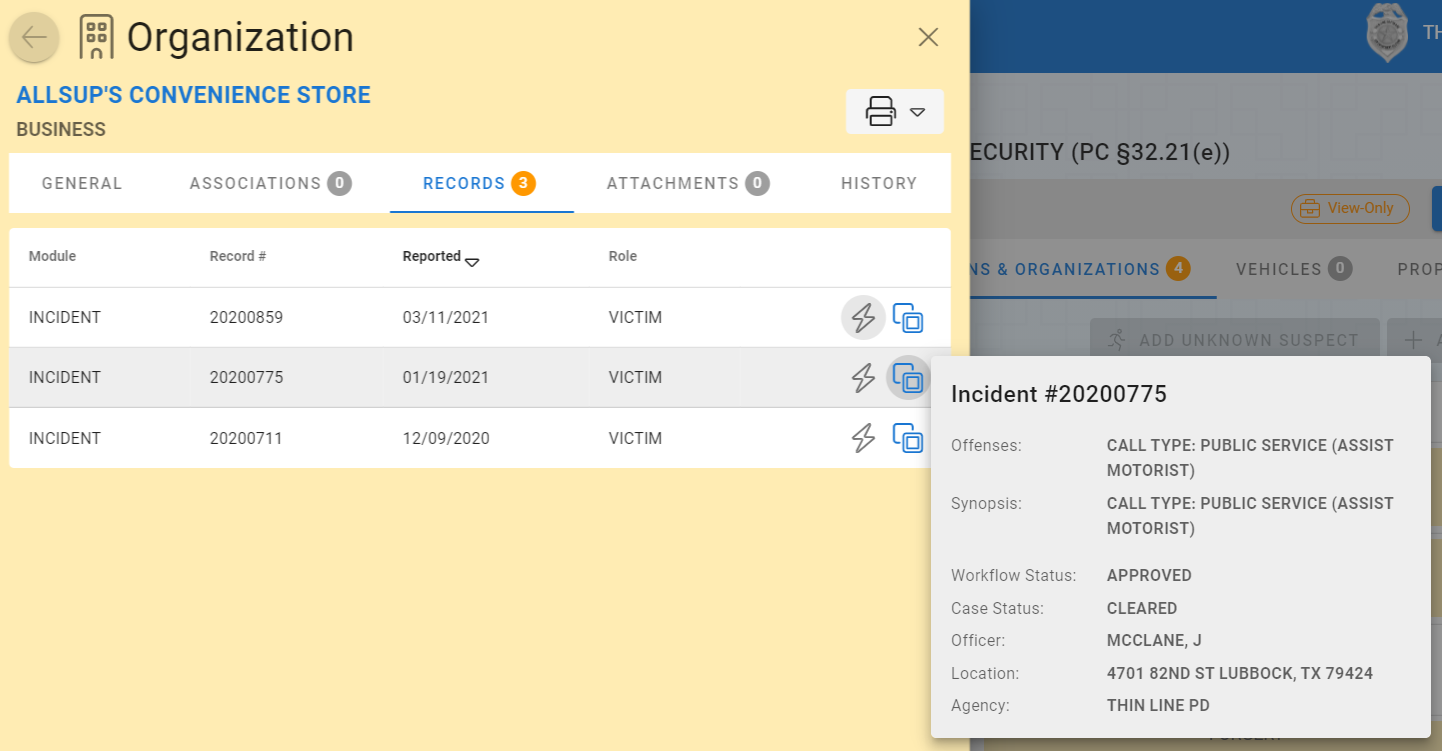 Organization
ALLSUP'S CONVENIENCE STORE
BUSINESS
GENERAL ASSOCIATIONS 0 RECORDS 3 ATTACHMENTS 0 HISTORY
Module Record # Reported Role
INCIDENT 20200859 03/11/2021 VICTIM
INCIDENT 20200775 01/19/2021 VICTIM
INCIDENT 20200711 12/09/2020 VICTIM
TH
ECURITY (PC §32.21(e))
View-Only
NS & ORGANIZATIONS 4 VEHICLES 0 PROP
ADD UNKNOWN SUSPECT
Incident #20200775
Offenses: CALL TYPE: PUBLIC SERVICE (ASSIST
MOTORIST)
Synopsis: CALL TYPE: PUBLIC SERVICE (ASSIST
MOTORIST)
Workflow Status: APPROVED
Case Status: CLEARED
Officer: MCCLANE, J
Location: 4701 82ND ST LUBBOCK, TX 79424
Agency: THIN LINE PD